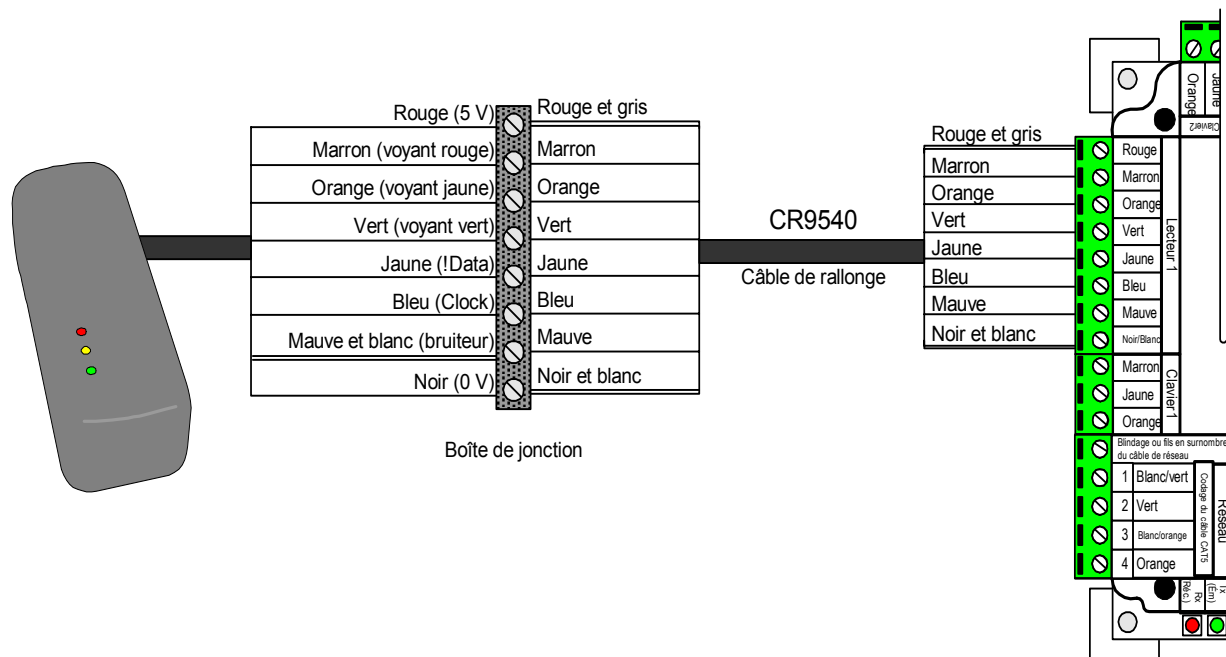 Rouge (5 V)
Marron (voyant rouge)
Orange (voyant jaune)
Vert (voyant vert)
Jaune (!Data)
Bleu (Clock)
Mauve et blanc (bruiteur)
Noir (0 V)
Rouge et gris
Marron
Orange
Vert
Jaune
Bleu
Mauve
Noir et blanc
Boîte de jonction
CR9540
Câble de rallonge
Rouge et gris
Marron
Orange
Vert
Jaune
Bleu
Mauve
Noir et blanc
Orange
Jaune
Clavier2
Rouge
Marron
Orange
Vert
Jaune
Bleu
Mauve
Noir/Blanc
Lecteur 1
Marron
Jaune
Orange
Clavier 1
Blindage ou fils en surnombre
du câble de réseau
1 Blanc/vert
2 Vert
3 Blanc/orange
4 Orange
Codage du câble CAT5
Réseau
Rx
(Réc.)
Tx
(Ém)